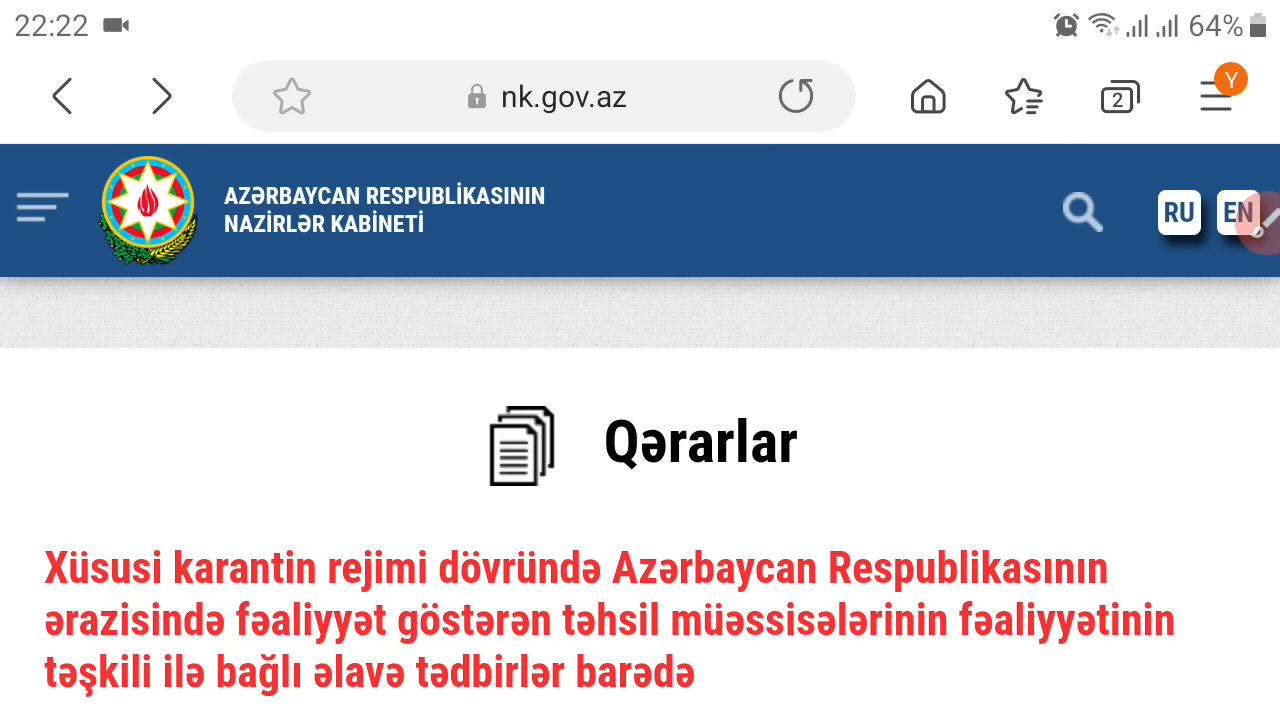 22:22
64%
nk.gov.az
2
Y
AZƏRBAYCAN RESPUBLİKASININ
NAZİRLƏR KABİNETİ
RU
EN
Qərarlar
Xüsusi karantin rejimi dövründə Azərbaycan Respublikasının
ərazisində fəaliyyət göstərən təhsil müəssisələrinin fəaliyyətinin
təşkili ilə bağlı əlavə tədbirlər barədə